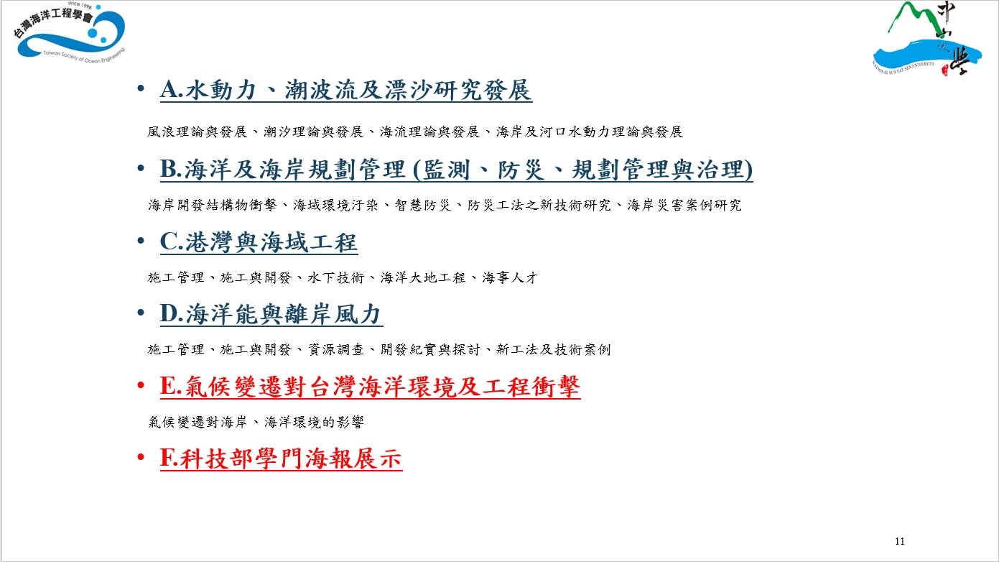 since 1998
台灣海洋工程學會
Taiwan Society of Ocean Engineering
中山大學
NATIONAL SUN YAT-SEN UNIVERSITY
• A.水動力、潮波流及漂沙研究發展
風浪理論與發展、潮汐理論與發展、海流理論與發展、海岸及河口水動力理論與發展
• B.海洋及海岸規劃管理 (監測、防災、規劃管理與治理)
海岸開發結構物衝擊、海域環境汙染、智慧防災、防災工法之新技術研究、海岸災害案例研究
• C.港灣與海域工程
施工管理、施工與開發、水下技術、海洋大地工程、海事人才
• D.海洋能與離岸風力
施工管理、施工與開發、資源調查、開發紀實與探討、新工法及技術案例
• E.氣候變遷對台灣海洋環境及工程衝擊
氣候變遷對海岸、海洋環境的影響
• F.科技部學門海報展示
11